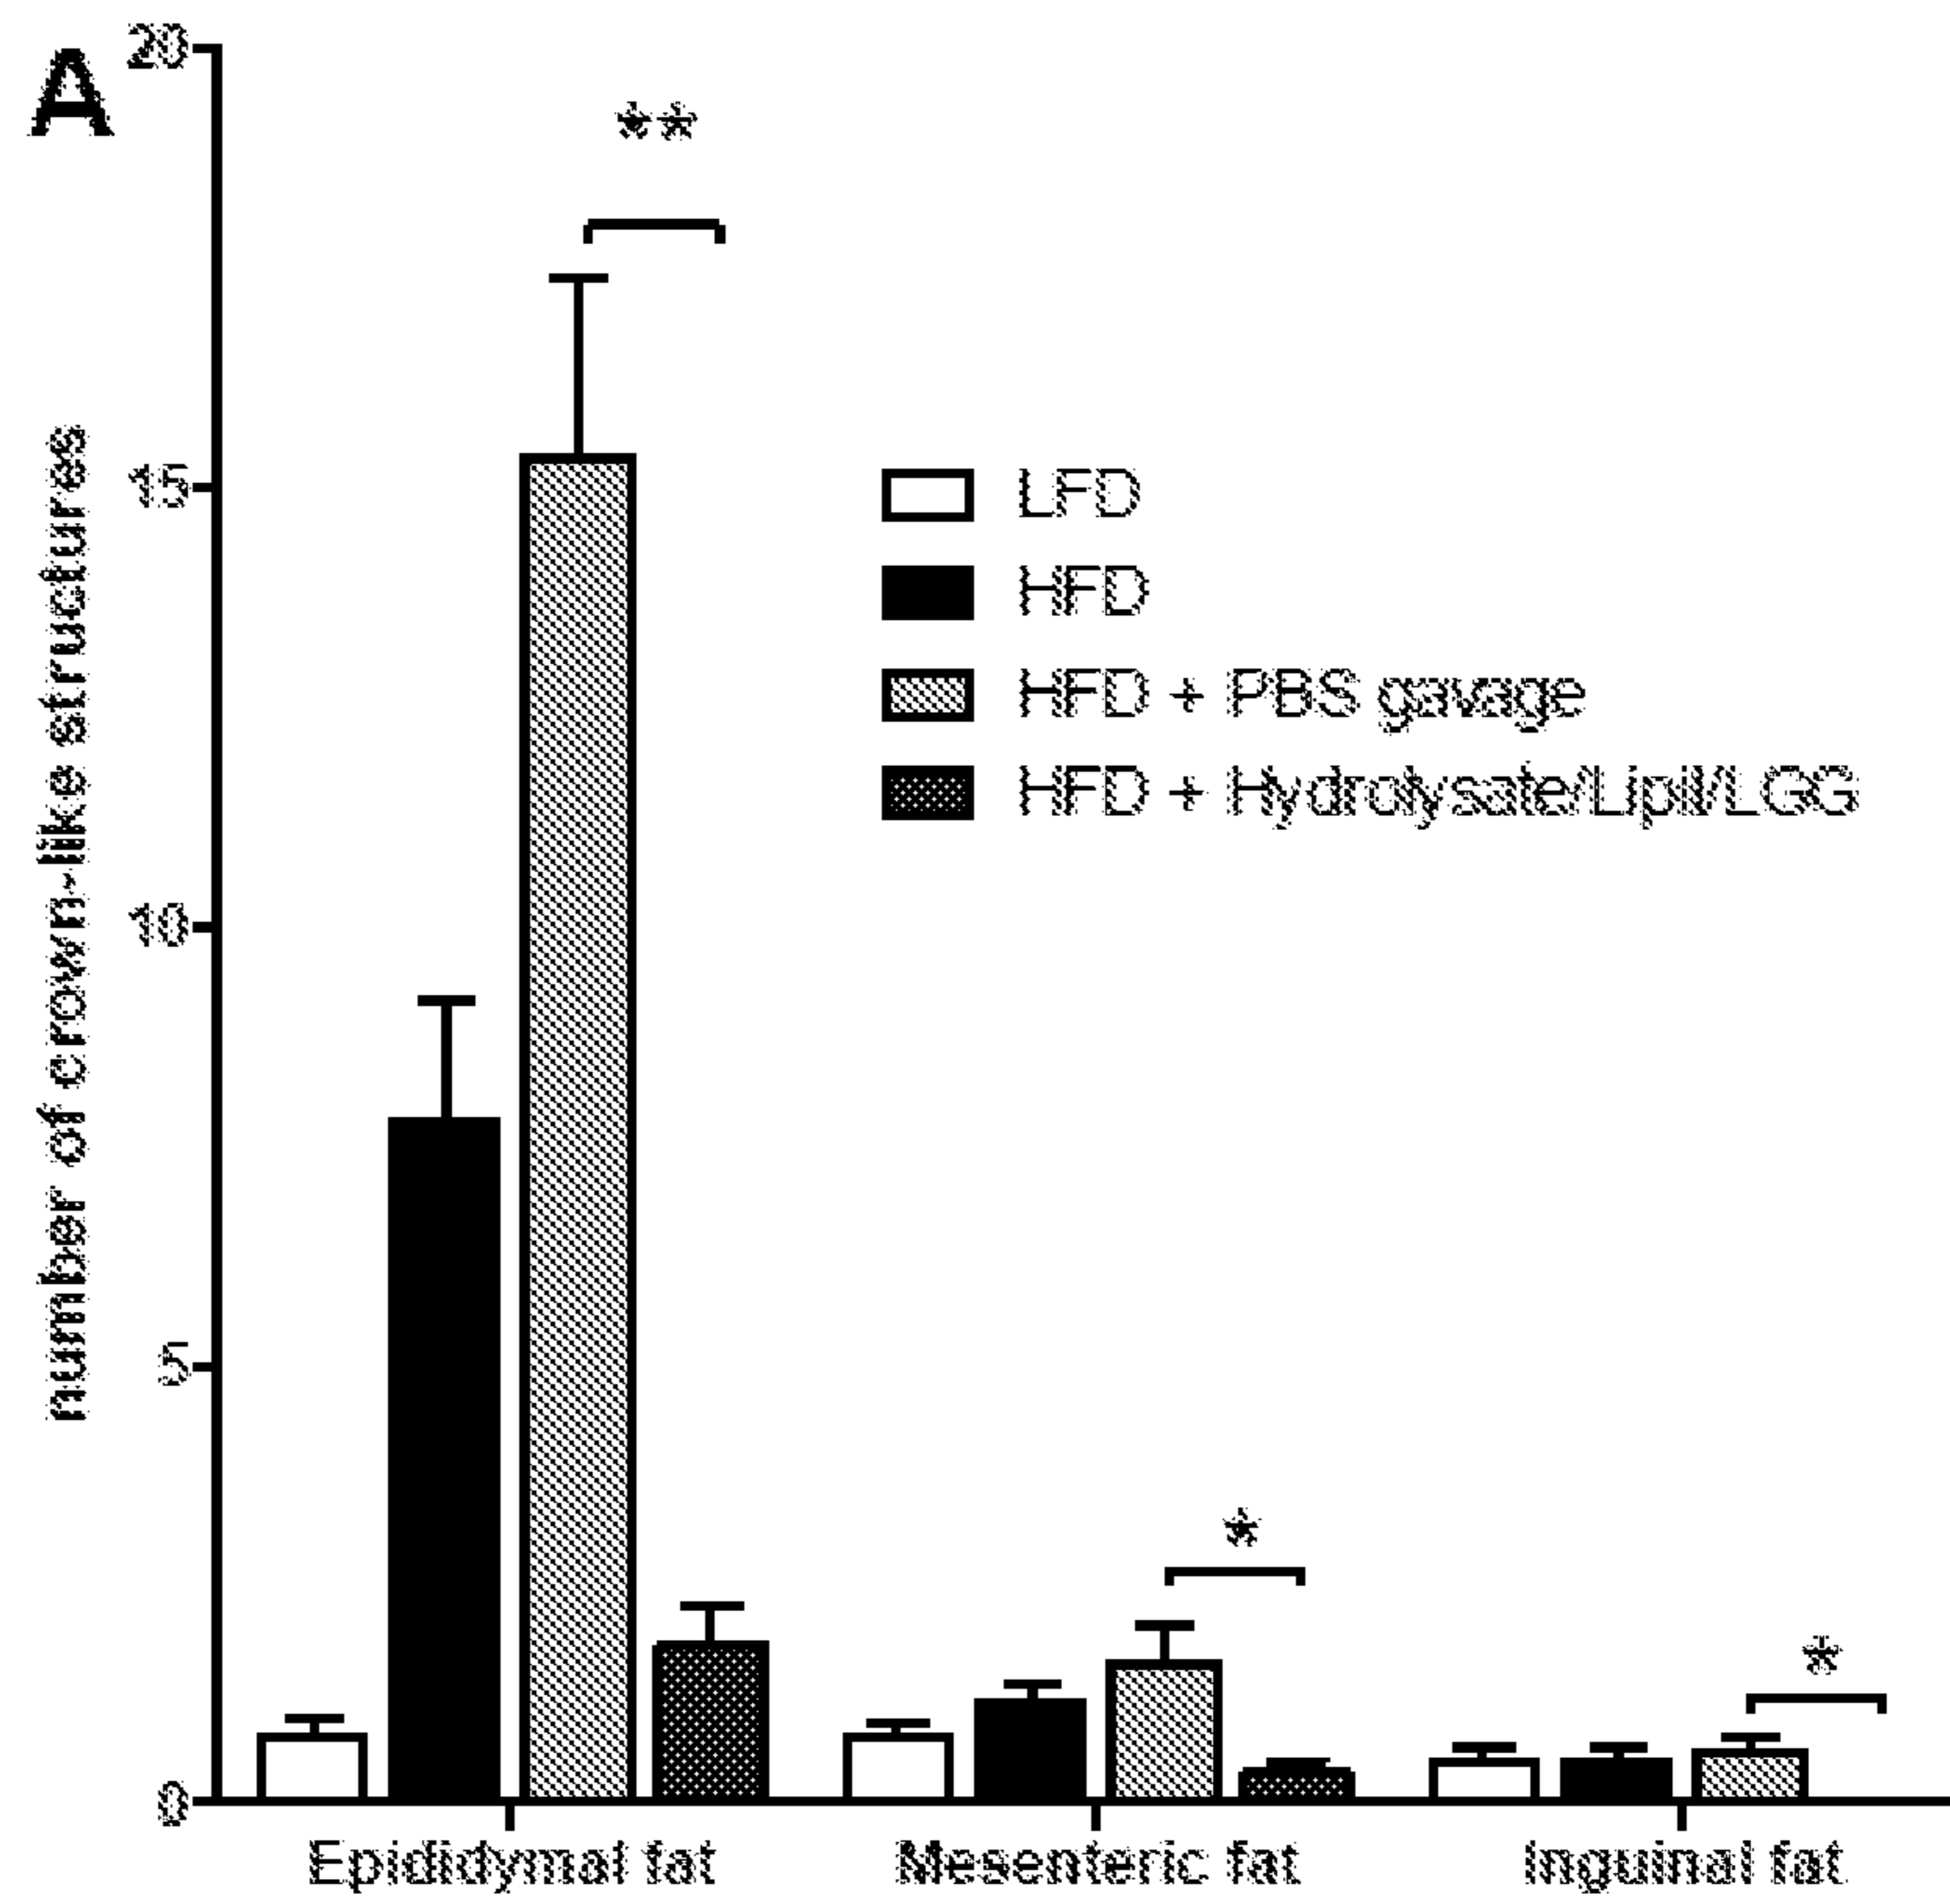 A
20
15
10
5
0
number of crown-like structures
**
*
*
LFD
HFD
HFD + PBS gavage
HFD + Hydrolysate/Lipil/LGG
Epididymal fat
Mesenteric fat
Inguinal fat